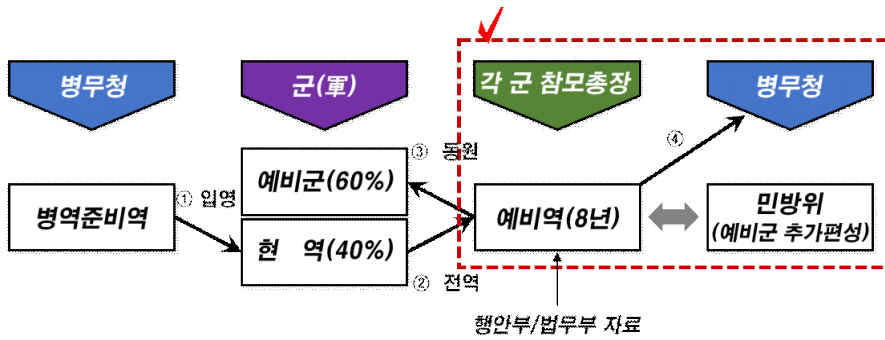 병무청
군(軍)
각 군 참모총장
병무청
④
③ 동원
예비군(60%)
① 입영
병역준비역
예비역(8년)
민방위
(예비군 추가편성)
현 역(40%)
② 전역
행안부/법무부 자료